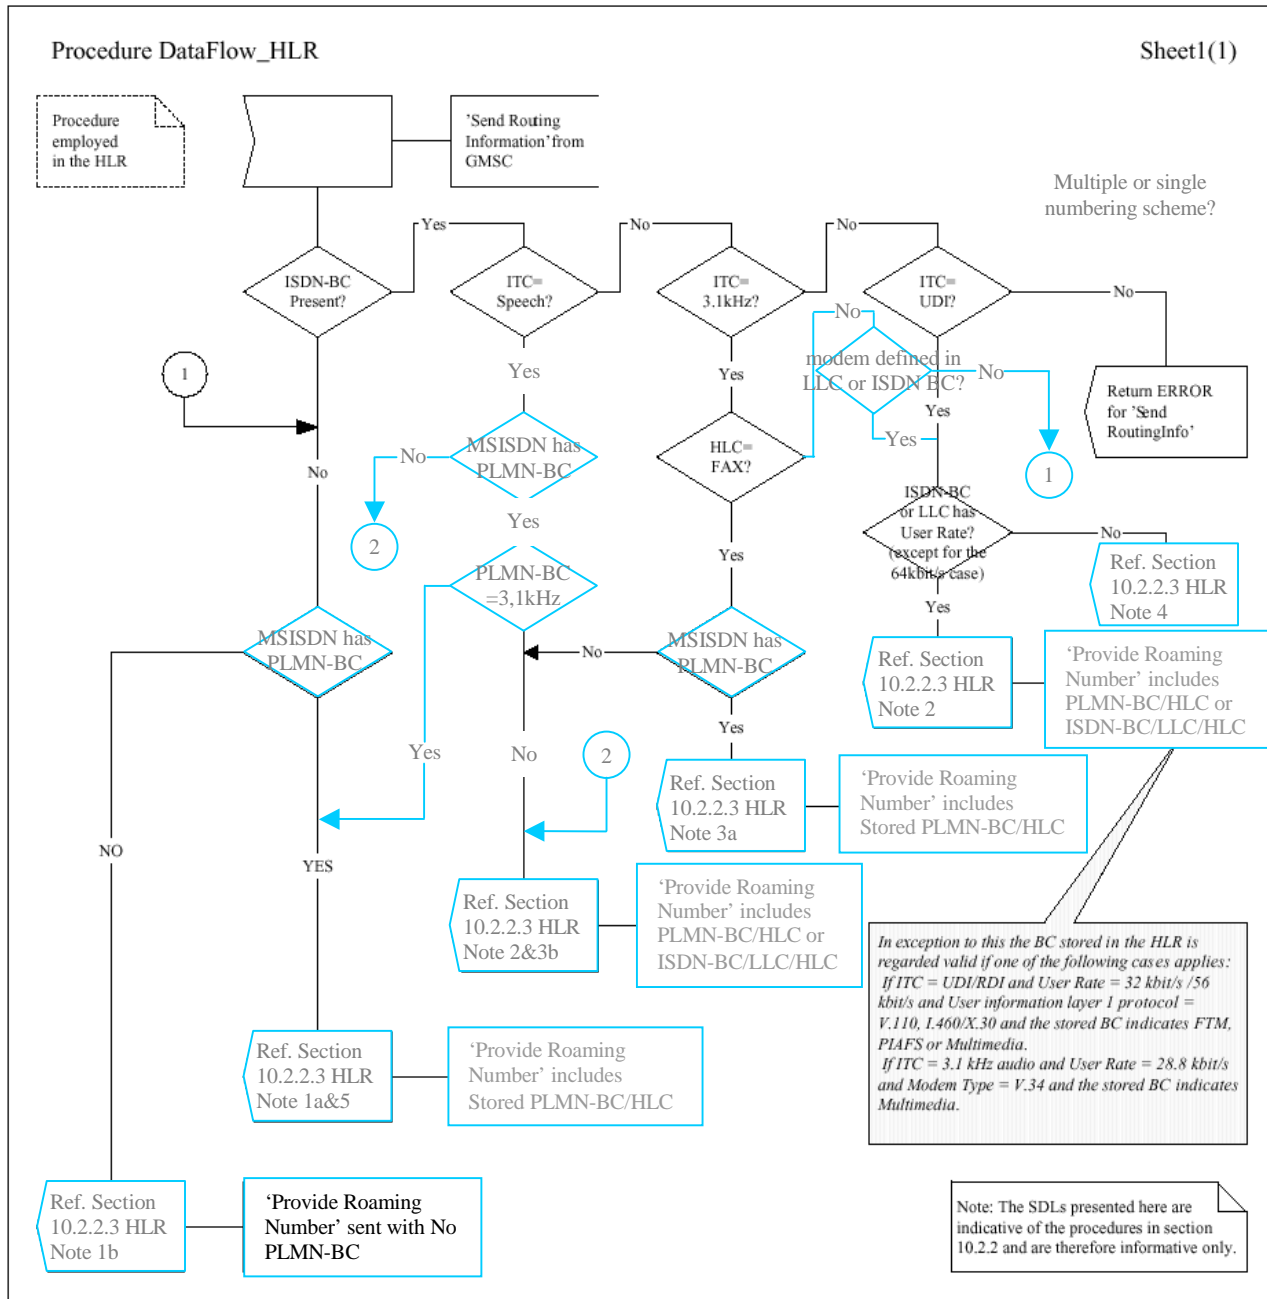 Procedure DataFlow_HLR
Sheet1(1)
Procedure
employed
in the HLR
'Send Routing
Information'from
GMSC
Multiple or single
numbering scheme?
Yes
No
No
ISDN-BC
Present?
ITC=
Speech?
ITC=
3.1kHz?
ITC=
UDI?
No
No
1
Yes
Yes
modem defined in
LLC or ISDN BC?
No
Return ERROR
for 'Send
RoutingInfo'
Yes
Yes
No
MSISDN has
PLMN-BC
No
HLC=
FAX?
1
2
Yes
Yes
ISDN-BC
or LLC has
User Rate?
(except for the
64kbit/s case)
No
PLMN-BC
=3,1kHz
Yes
Ref. Section
10.2.2.3 HLR
Note 4
MSISDN has
PLMN-BC
No
MSISDN has
PLMN-BC
Ref. Section
10.2.2.3 HLR
Note 2
'Provide Roaming
Number' includes
PLMN-BC/HLC or
ISDN-BC/LLC/HLC
Yes
Yes
No
2
Ref. Section
10.2.2.3 HLR
Note 3a
'Provide Roaming
Number' includes
Stored PLMN-BC/HLC
NO
YES
Ref. Section
10.2.2.3 HLR
Note 2&3b
'Provide Roaming
Number' includes
PLMN-BC/HLC or
ISDN-BC/LLC/HLC
In exception to this the BC stored in the HLR is
regarded valid if one of the following cases applies:
If ITC = UDI/RDI and User Rate = 32 kbit/s /56
kbit/s and User information layer 1 protocol =
V.110, I.460/X.30 and the stored BC indicates FTM,
PIAFS or Multimedia.
If ITC = 3.1 kHz audio and User Rate = 28.8 kbit/s
and Modem Type = V.34 and the stored BC indicates
Multimedia.
Ref. Section
10.2.2.3 HLR
Note 1a&5
'Provide Roaming
Number' includes
Stored PLMN-BC/HLC
Ref. Section
10.2.2.3 HLR
Note 1b
'Provide Roaming
Number' sent with No
PLMN-BC
Note: The SDLs presented here are
indicative of the procedures in section
10.2.2 and are therefore informative only.